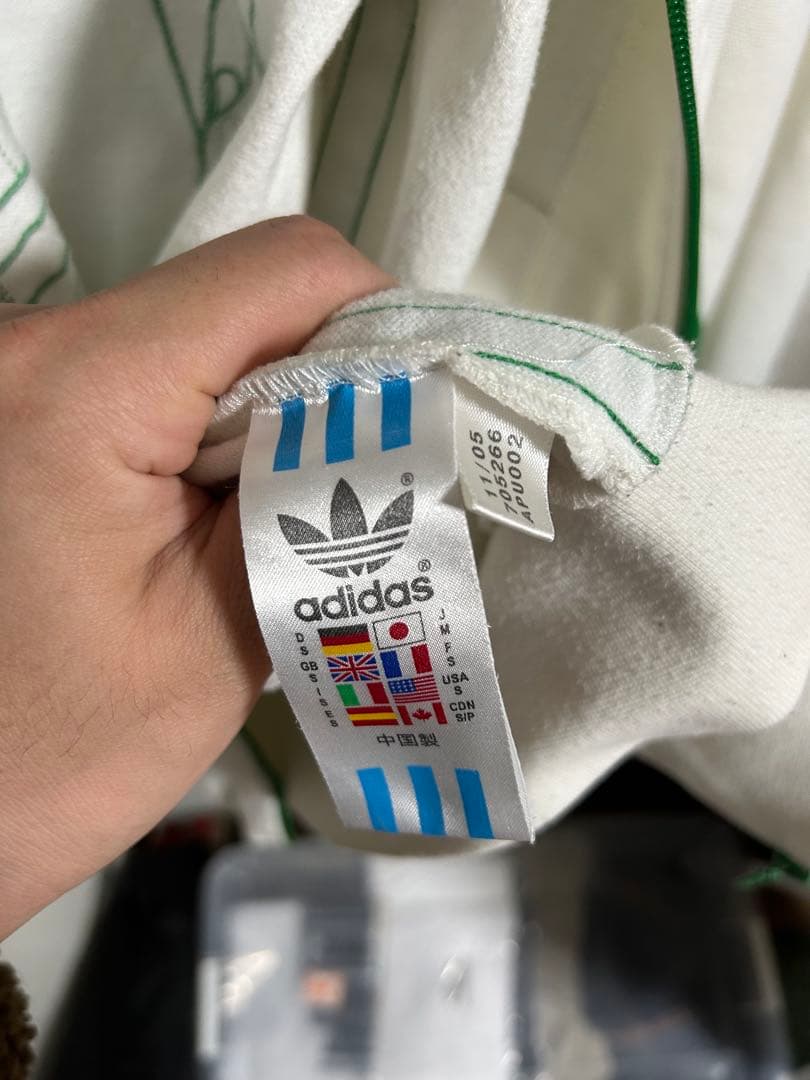 11/05
705266
APU002
®
adidas®
D
S
J
M
GB
S
F
S
I
S
USA
S
E
S
CDN
S/P
中国製